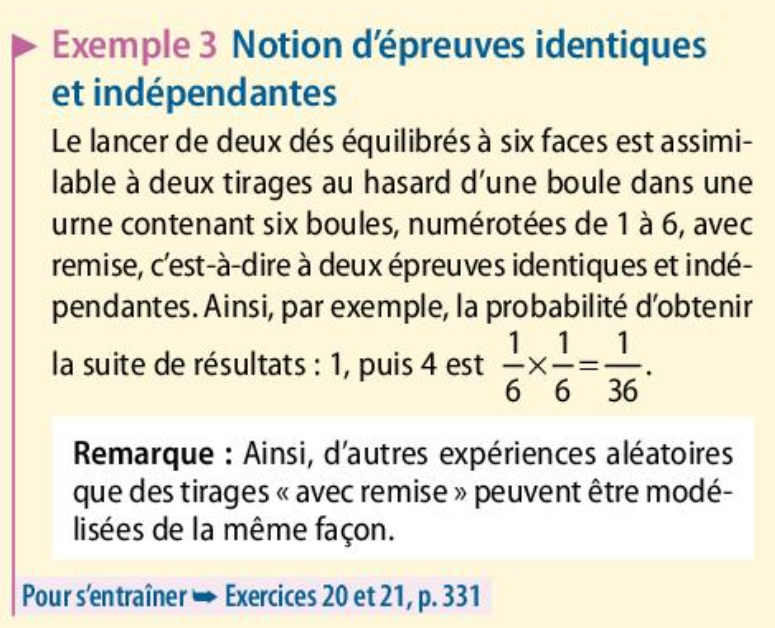 ▶ Exemple 3 Notion d'épreuves identiques
et indépendantes
Le lancer de deux dés équilibrés à six faces est assimi-
lable à deux tirages au hasard d'une boule dans une
urne contenant six boules, numérotées de 1 à 6, avec
remise, c'est-à-dire à deux épreuves identiques et indé-
pendantes. Ainsi, par exemple, la probabilité d'obtenir
la suite de résultats : 1, puis 4 est 1/6 × 1/6 = 1/36.
Remarque : Ainsi, d'autres expériences aléatoires
que des tirages « avec remise » peuvent être modé-
lisées de la même façon.
Pour s'entraîner ➥ Exercices 20 et 21, p. 331